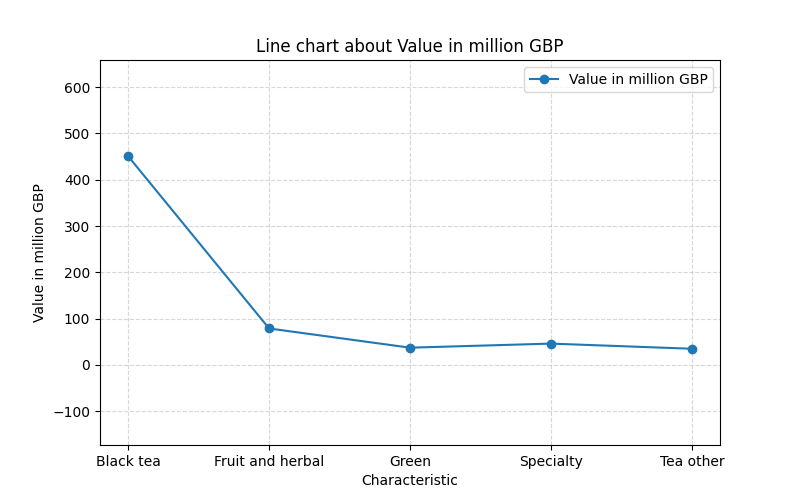 Line chart about Value in million GBP
Value in million GBP
600
500
400
300
200
100
0
−100
Value in million GBP
Black tea
Fruit and herbal
Green
Specialty
Tea other
Characteristic